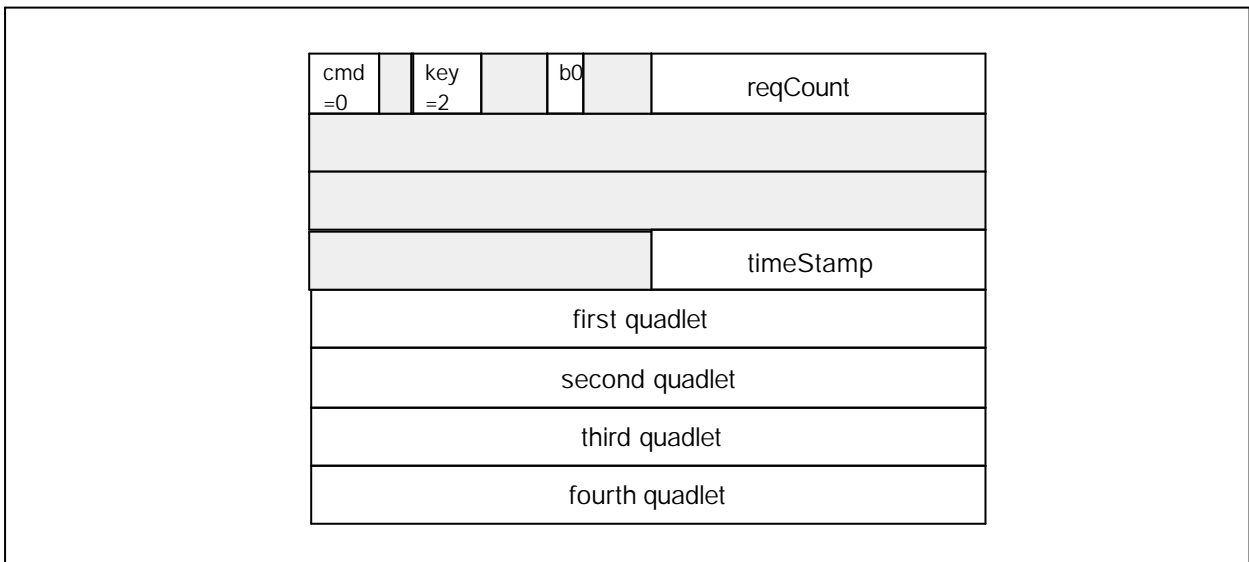 cmd key b0 reqCount
=0 =2
timeStamp
first quadlet
second quadlet
third quadlet
fourth quadlet